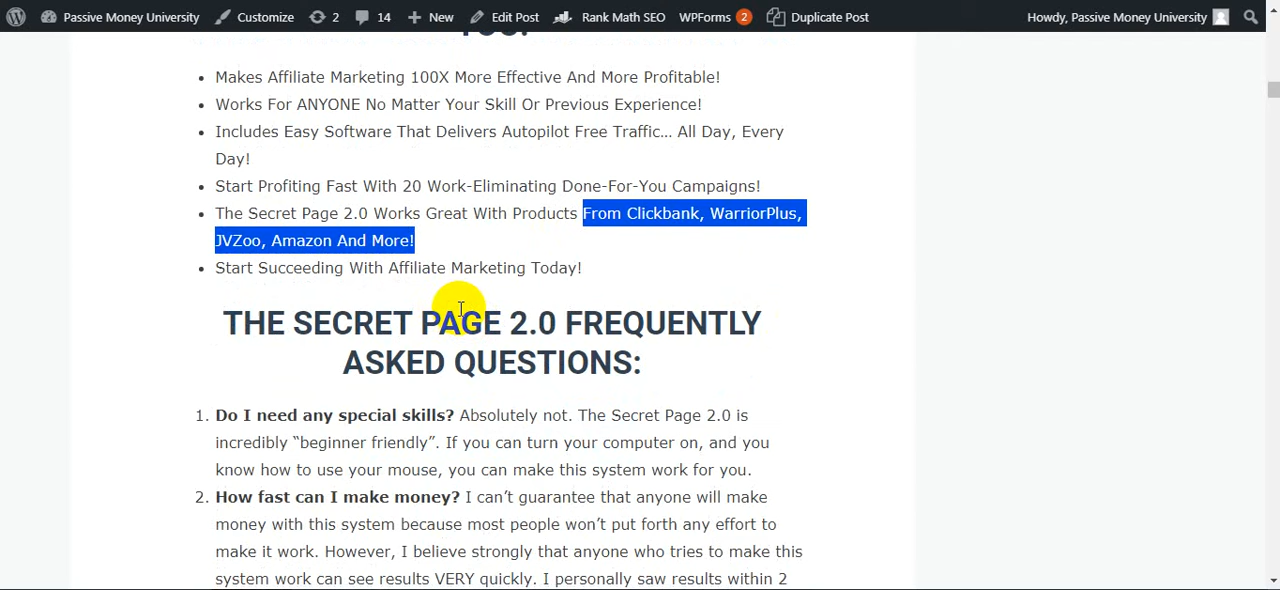 Passive Money University Customize 2 14 New Edit Post Rank Math SEO WPForms 2 Duplicate Post Howdy, Passive Money University
YOU:
Makes Affiliate Marketing 100X More Effective And More Profitable!
Works For ANYONE No Matter Your Skill Or Previous Experience!
Includes Easy Software That Delivers Autopilot Free Traffic… All Day, Every
Day!
Start Profiting Fast With 20 Work-Eliminating Done-For-You Campaigns!
The Secret Page 2.0 Works Great With Products From Clickbank, WarriorPlus,
JVZoo, Amazon And More!
Start Succeeding With Affiliate Marketing Today!
THE SECRET PAGE 2.0 FREQUENTLY
ASKED QUESTIONS:
1. Do I need any special skills? Absolutely not. The Secret Page 2.0 is
incredibly “beginner friendly”. If you can turn your computer on, and you
know how to use your mouse, you can make this system work for you.
2. How fast can I make money? I can’t guarantee that anyone will make
money with this system because most people won’t put forth any effort to
make it work. However, I believe strongly that anyone who tries to make this
system work can see results VERY quickly. I personally saw results within 2